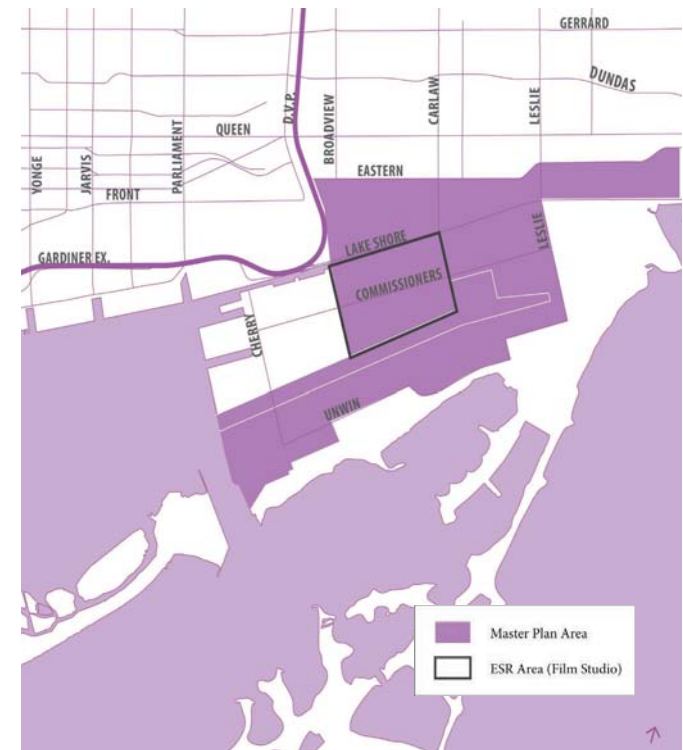 GERRARD
DUNDAS
D.V.P.
BROADVIEW
CARLAW
LESLIE
QUEEN
PARLIAMENT
YONGE
JARVIS
EASTERN
FRONT
LAKE SHORE
LESLIE
GARDINER EX.
COMMISSIONERS
CHERRY
UNWIN
Master Plan Area
ESR Area (Film Studio)